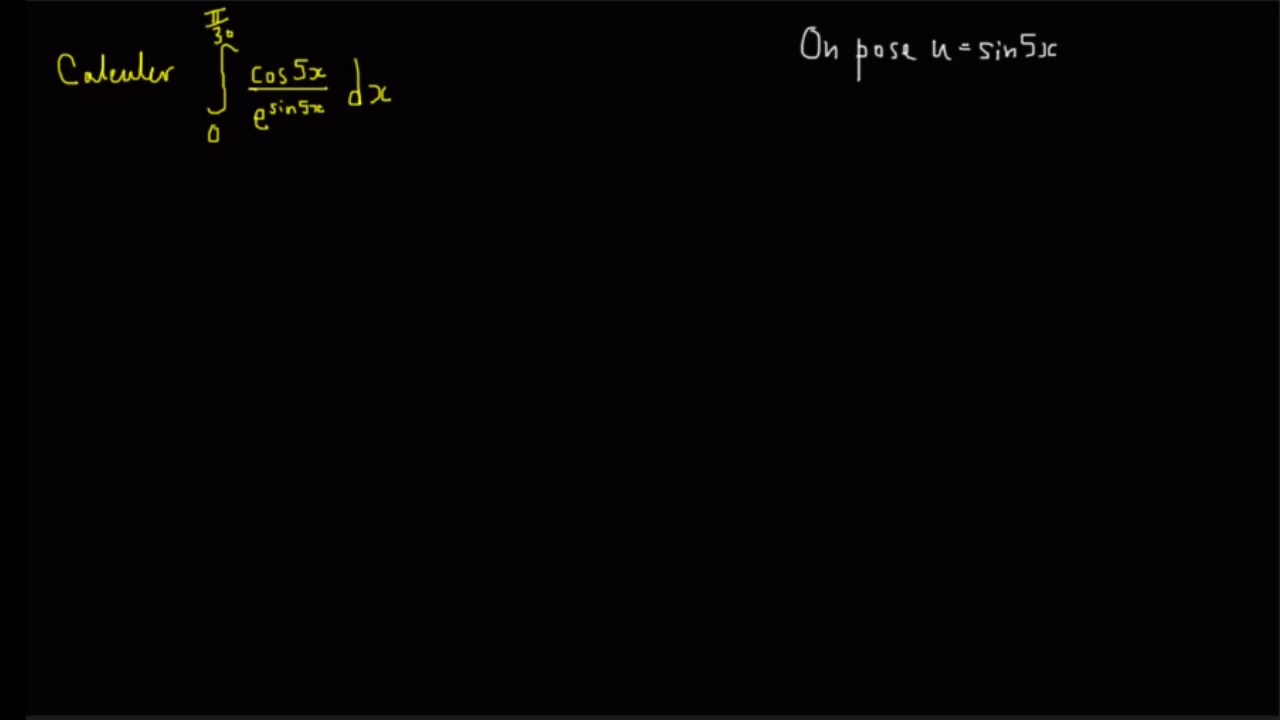 Calculer ∫₀^{π/30} cos5x / e^{sin5x} dx
On pose u = sin5x